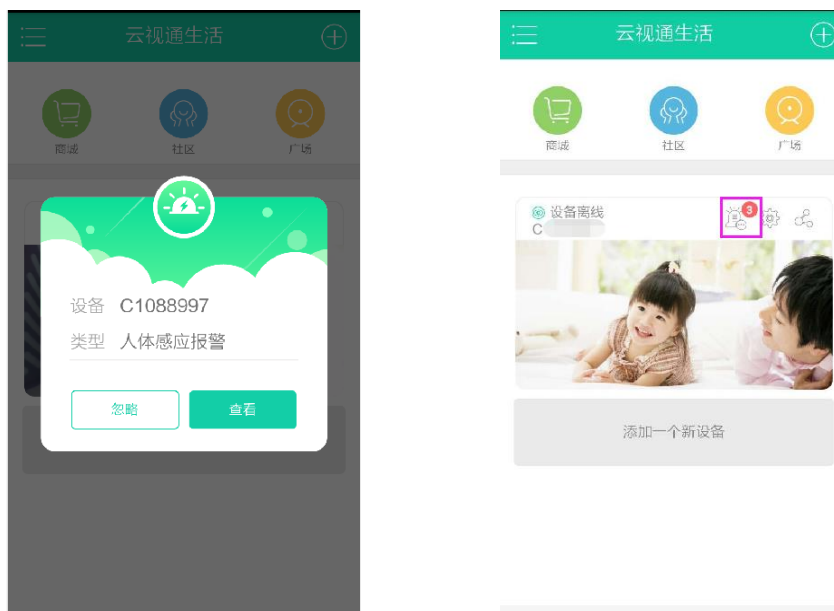 云视通生活
商城
社区
广场
设备 C1088997
类型 人体感应报警
忽略
查看
云视通生活
商城
社区
广场
设备离线
3
C
添加一个新设备